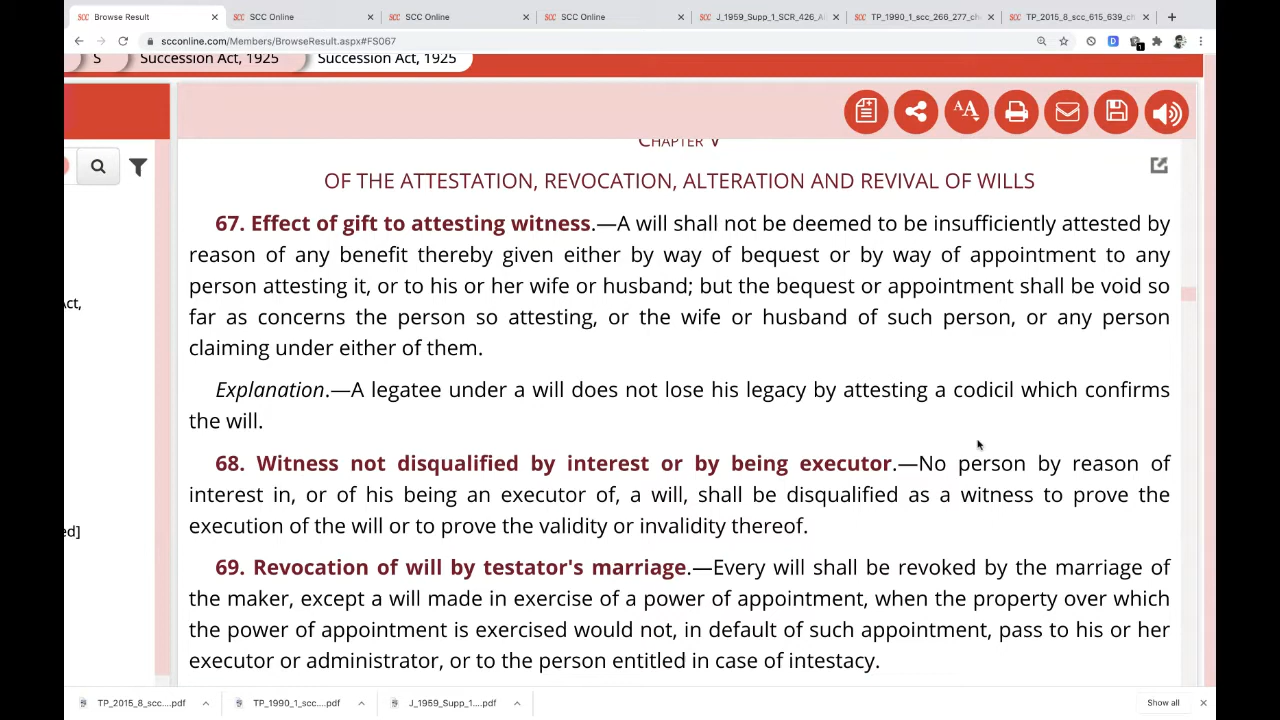 SCC Browse Result
SCC SCC Online
SCC SCC Online
SCC SCC Online
SCC J_1959_Supp_1_SCR_426_A
SCC TP_1990_1_scc_266_277_ch
SCC TP_2015_8_scc_615_639_ch
scconline.com/Members/BrowseResult.aspx#FS067
S
Succession Act, 1925
Succession Act, 1925
CHAPTER V
OF THE ATTESTATION, REVOCATION, ALTERATION AND REVIVAL OF WILLS
67. Effect of gift to attesting witness.—A will shall not be deemed to be insufficiently attested by
reason of any benefit thereby given either by way of bequest or by way of appointment to any
person attesting it, or to his or her wife or husband; but the bequest or appointment shall be void so
far as concerns the person so attesting, or the wife or husband of such person, or any person
claiming under either of them.
Explanation.—A legatee under a will does not lose his legacy by attesting a codicil which confirms
the will.
68. Witness not disqualified by interest or by being executor.—No person by reason of
interest in, or of his being an executor of, a will, shall be disqualified as a witness to prove the
execution of the will or to prove the validity or invalidity thereof.
69. Revocation of will by testator's marriage.—Every will shall be revoked by the marriage of
the maker, except a will made in exercise of a power of appointment, when the property over which
the power of appointment is exercised would not, in default of such appointment, pass to his or her
executor or administrator, or to the person entitled in case of intestacy.
Act,
ed]
TP_2015_8_scc....pdf
TP_1990_1_scc....pdf
J_1959_Supp_1....pdf
Show all